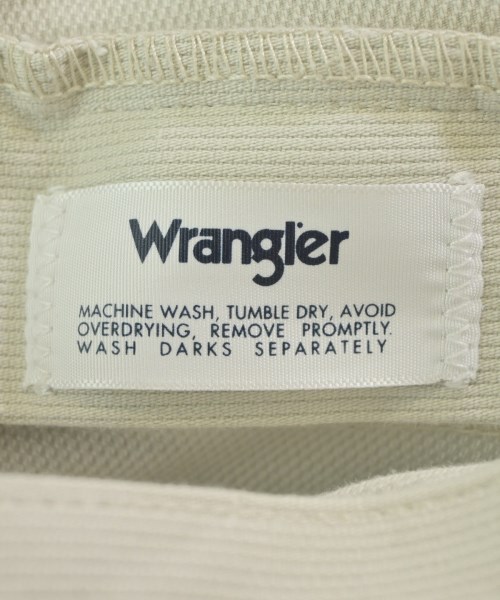 Wrangler
MACHINE WASH, TUMBLE DRY, AVOID
OVERDRYING, REMOVE PROMPTLY.
WASH DARKS SEPARATELY